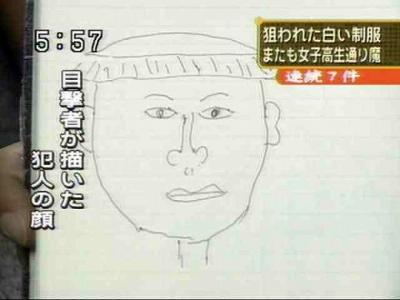 5:57
狙われた白い制服
またも女子高生通り魔
連続7件
目撃者が描いた
犯人の顔